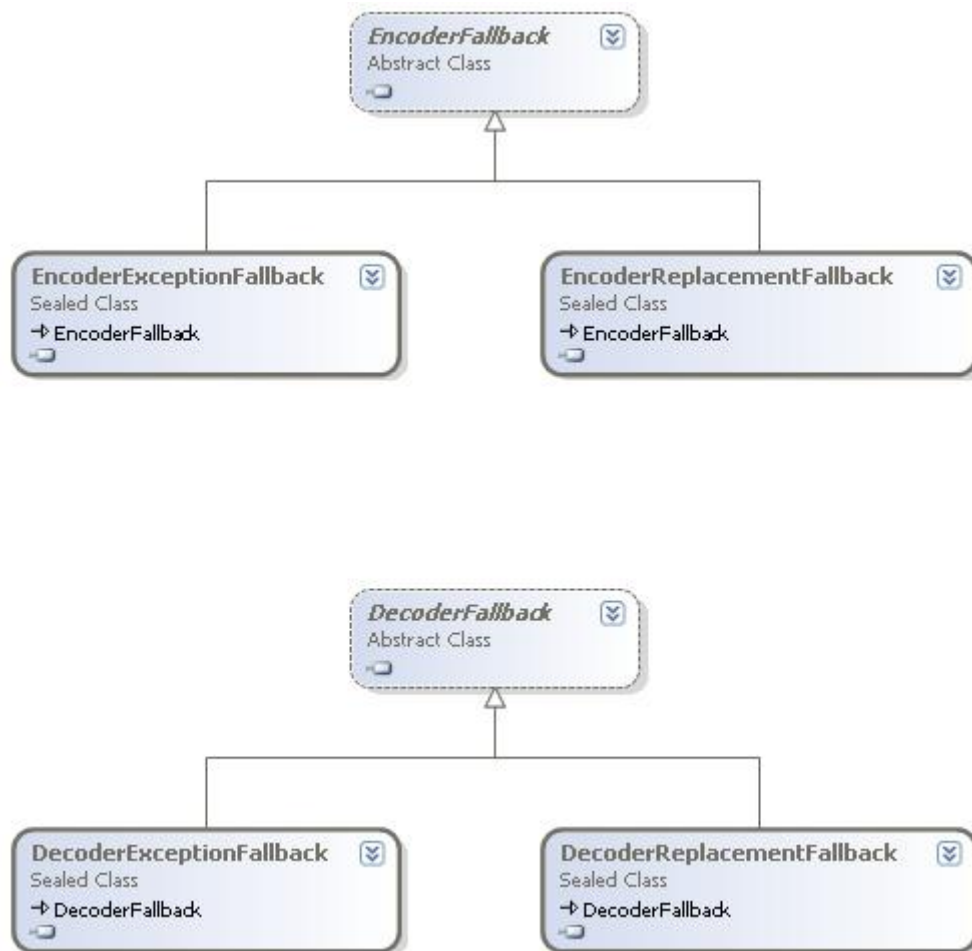 EncoderFallback
Abstract Class
EncoderExceptionFallback
Sealed Class
EncoderFallback
EncoderReplacementFallback
Sealed Class
EncoderFallback
DecoderFallback
Abstract Class
DecoderExceptionFallback
Sealed Class
DecoderFallback
DecoderReplacementFallback
Sealed Class
DecoderFallback